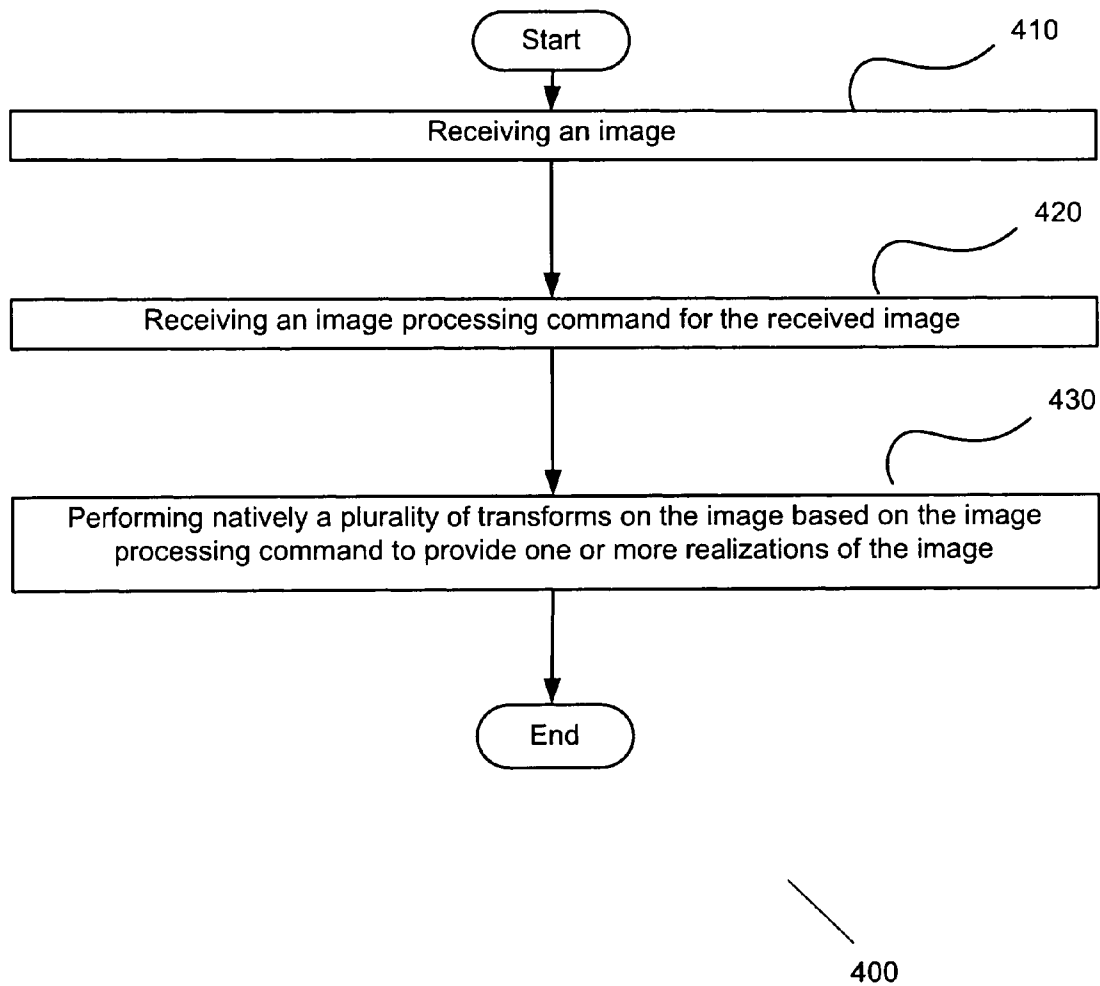 Start
410
Receiving an image
420
Receiving an image processing command for the received image
430
Performing natively a plurality of transforms on the image based on the image
processing command to provide one or more realizations of the image
End
400